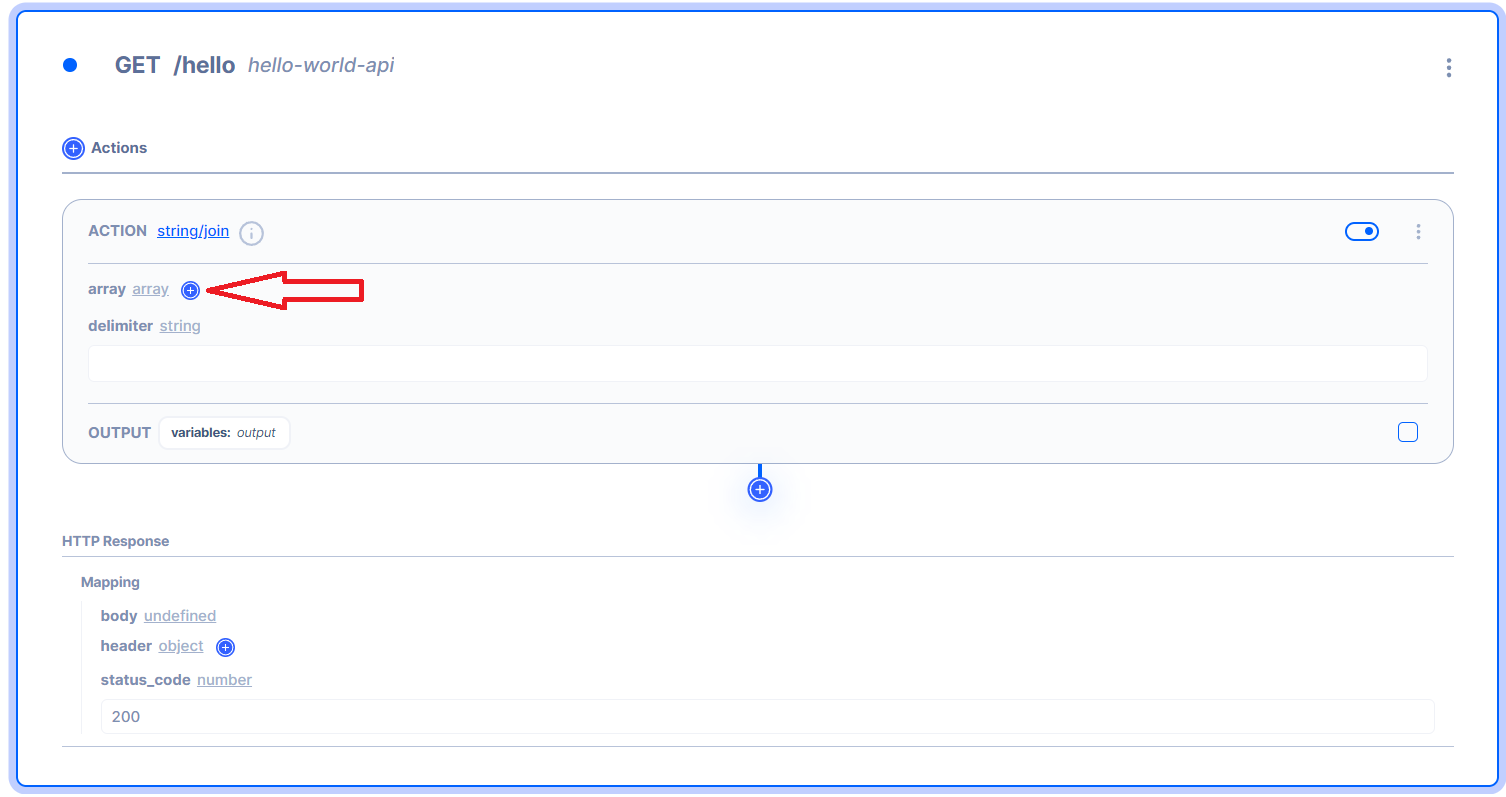 GET /hello hello-world-api
Actions
ACTION string/join
array array
delimiter string
OUTPUT variables: output
HTTP Response
Mapping
body undefined
header object
status_code number
200